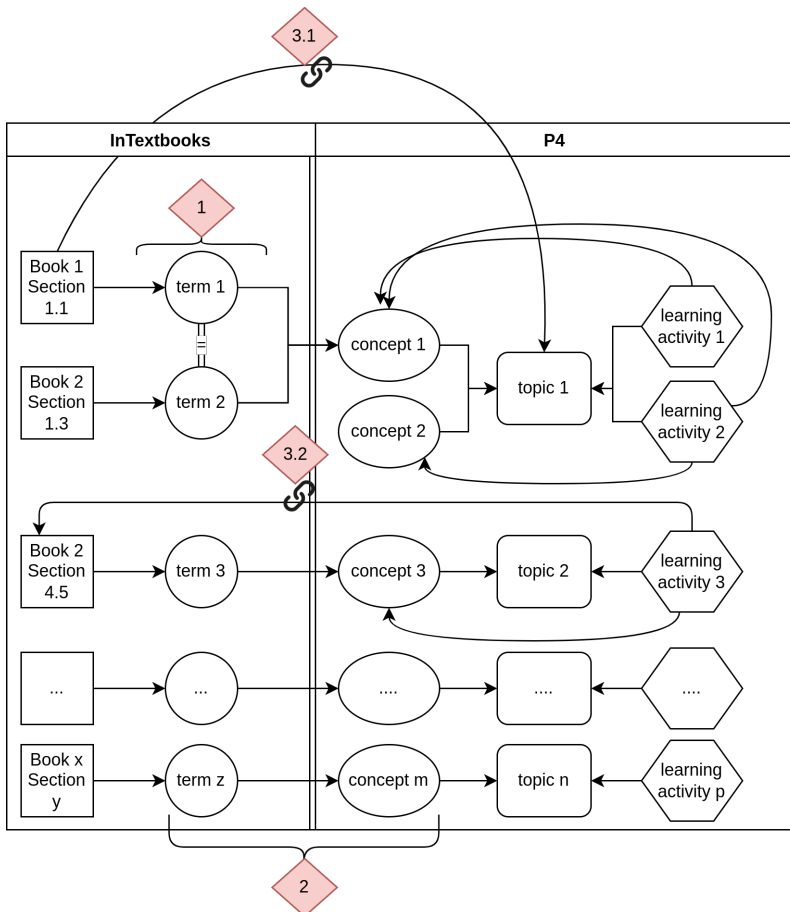 3.1
InTextbooks
P4
1
Book 1
Section
1.1
term 1
=
Book 2
Section
1.3
term 2
concept 1
concept 2
topic 1
learning
activity 1
learning
activity 2
3.2
Book 2
Section
4.5
term 3
concept 3
topic 2
learning
activity 3
...
...
....
....
....
Book x
Section
y
term z
concept m
topic n
learning
activity p
2